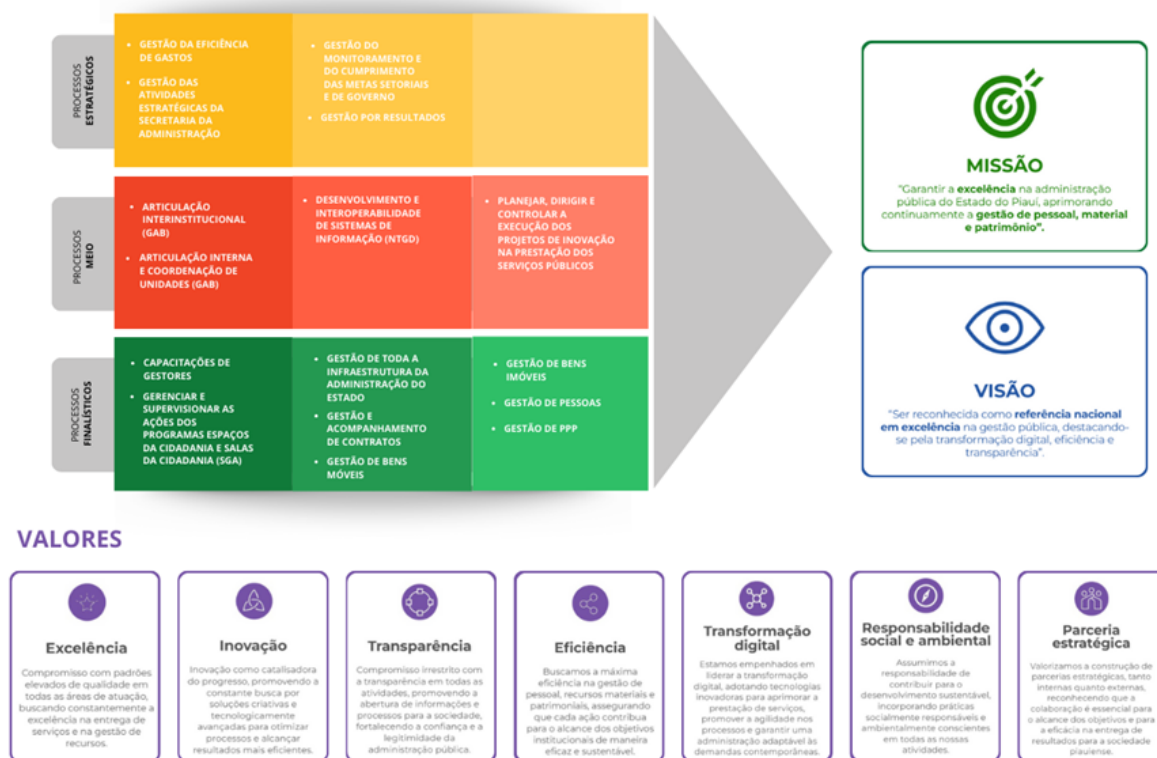 PROCESSOS
ESTRATÉGICOS
• GESTÃO DA EFICIÊNCIA
DE GASTOS
• GESTÃO DAS
ATIVIDADES
ESTRATÉGICAS DA
SECRETARIA DA
ADMINISTRAÇÃO
• GESTÃO DO
MONITORAMENTO E
DO CUMPRIMENTO
DAS METAS SETORIAIS
E DE GOVERNO
• GESTÃO POR RESULTADOS
PROCESSOS
MEIO
• ARTICULAÇÃO
INTERINSTITUCIONAL
(GAB)
• ARTICULAÇÃO INTERNA
E COORDENAÇÃO DE
UNIDADES (GAB)
• DESENVOLVIMENTO E
INTEROPERABILIDADE
DE SISTEMAS DE
INFORMAÇÃO (NTGD)
• PLANEJAR, DIRIGIR E
CONTROLAR A
EXECUÇÃO DOS
PROJETOS DE INOVAÇÃO
NA PRESTAÇÃO DOS
SERVIÇOS PÚBLICOS
PROCESSOS
FINALÍSTICOS
• CAPACITAÇÕES DE
GESTORES
• GERENCIAR E
SUPERVISIONAR AS
AÇÕES DOS
PROGRAMAS ESPAÇOS
DA CIDADANIA E SALAS
DA CIDADANIA (SGA)
• GESTÃO DE TODA A
INFRAESTRUTURA DA
ADMINISTRAÇÃO DO
ESTADO
• GESTÃO E
ACOMPANHAMENTO
DE CONTRATOS
• GESTÃO DE BENS
MÓVEIS
• GESTÃO DE BENS
IMÓVEIS
• GESTÃO DE PESSOAS
• GESTÃO DE PPP
MISSÃO
"Garantir a excelência na administração
pública do Estado do Piauí, aprimorando
continuamente a gestão de pessoal, material
e patrimônio".
VISÃO
"Ser reconhecida como referência nacional
em excelência na gestão pública, destacando-
se pela transformação digital, eficiência e
transparência".
VALORES
Excelência
Compromisso com padrões
elevados de qualidade em
todas as áreas de atuação,
buscando constantemente a
excelência na entrega de
serviços e na gestão de
recursos.
Inovação
Inovação como catalisadora
do progresso, promovendo a
constante busca por
soluções criativas e
tecnologicamente
avançadas para otimizar
processos e alcançar
resultados mais eficientes.
Transparência
Compromisso irrestrito com
a transparência em todas as
atividades, promovendo a
abertura de informações e
processos para a sociedade,
fortalecendo a confiança e a
legitimidade da
administração pública.
Eficiência
Buscamos a máxima
eficiência na gestão de
pessoal, recursos materiais e
patrimoniais, assegurando
que cada ação contribua
para o alcance dos objetivos
institucionais de maneira
eficaz e sustentável.
Transformação
digital
Estamos empenhados em
liderar a transformação
digital, adotando tecnologias
inovadoras para aprimorar a
prestação de serviços,
promover a agilidade nos
processos e garantir uma
administração adaptável às
demandas contemporâneas.
Responsabilidade
social e ambiental
Assumimos a
responsabilidade de
contribuir para o
desenvolvimento sustentável,
incorporando práticas
socialmente responsáveis e
ambientalmente conscientes
em todas as nossas
atividades.
Parceria
estratégica
Valorizamos a construção de
parcerias estratégicas, tanto
internas quanto externas,
reconhecendo que a
colaboração é essencial para
o alcance dos objetivos e para
a eficácia na entrega de
resultados para a sociedade
piauiense.